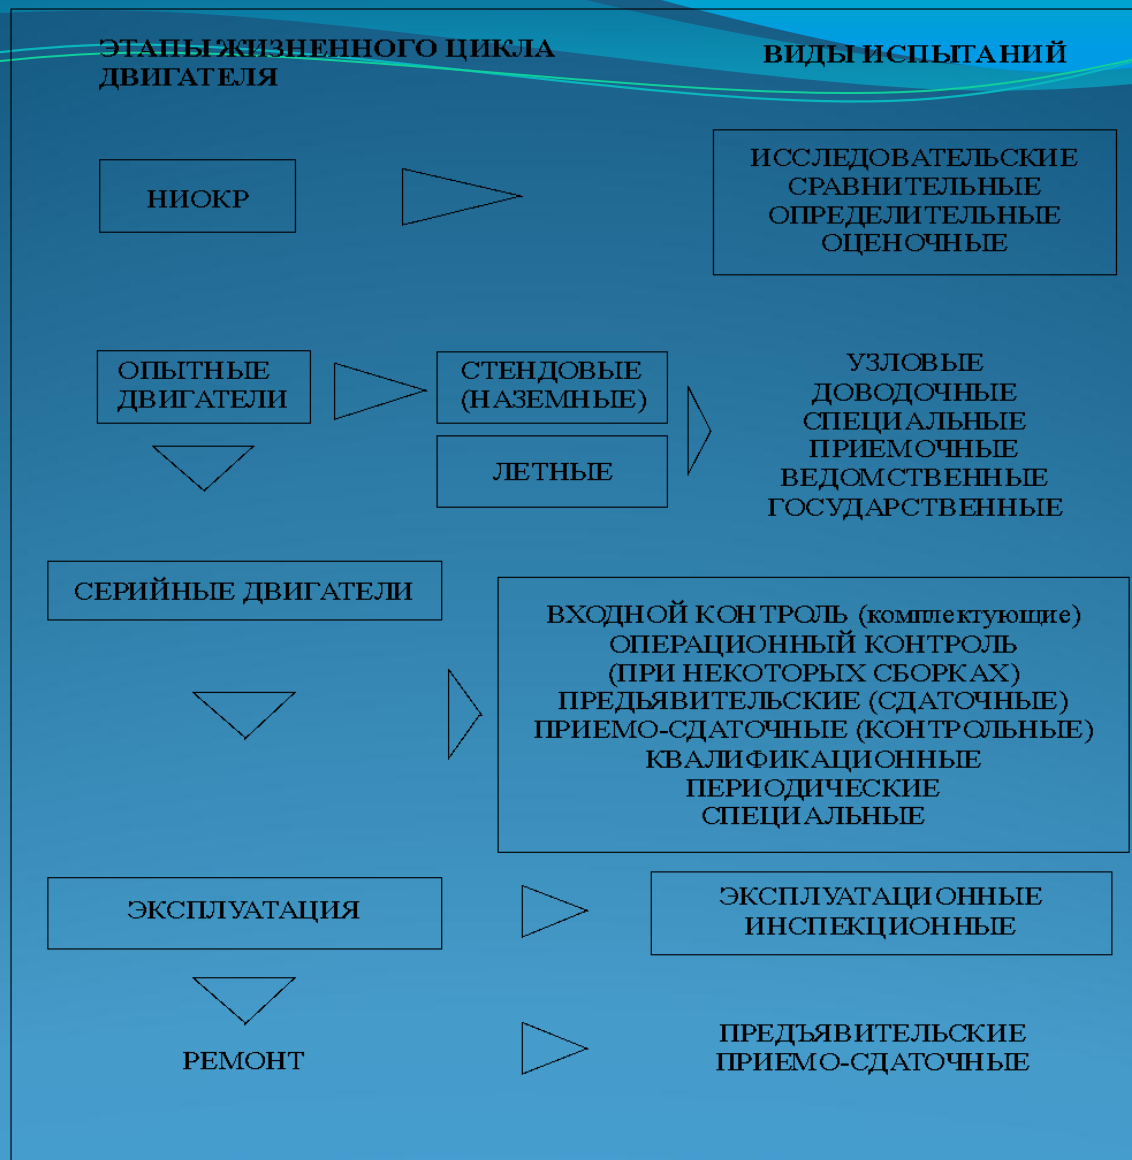 ЭТАПЫ ЖИЗНЕННОГО ЦИКЛА
ДВИГАТЕЛЯ
ВИДЫ ИСПЫТАНИЙ
НИОКР
ИССЛЕДОВАТЕЛЬСКИЕ
СРАВНИТЕЛЬНЫЕ
ОПРЕДЕЛИТЕЛЬНЫЕ
ОЦЕНОЧНЫЕ
ОПЫТНЫЕ
ДВИГАТЕЛИ
СТЕНДОВЫЕ
(НАЗЕМНЫЕ)
ЛЕТНЫЕ
УЗЛОВЫЕ
ДОВОДОЧНЫЕ
СПЕЦИАЛЬНЫЕ
ПРИЕМОЧНЫЕ
ВЕДОМСТВЕННЫЕ
ГОСУДАРСТВЕННЫЕ
СЕРИЙНЫЕ ДВИГАТЕЛИ
ВХОДНОЙ КОНТРОЛЬ (комплектующие)
ОПЕРАЦИОННЫЙ КОНТРОЛЬ
(ПРИ НЕКОТОРЫХ СБОРКАХ)
ПРЕДЬЯВИТЕЛЬСКИЕ (СДАТОЧНЫЕ)
ПРИЕМО-СДАТОЧНЫЕ (КОНТРОЛЬНЫЕ)
КВАЛИФИКАЦИОННЫЕ
ПЕРИОДИЧЕСКИЕ
СПЕЦИАЛЬНЫЕ
ЭКСПЛУАТАЦИЯ
ЭКСПЛУАТАЦИОННЫЕ
ИНСПЕКЦИОННЫЕ
РЕМОНТ
ПРЕДЪЯВИТЕЛЬСКИЕ
ПРИЕМО-СДАТОЧНЫЕ